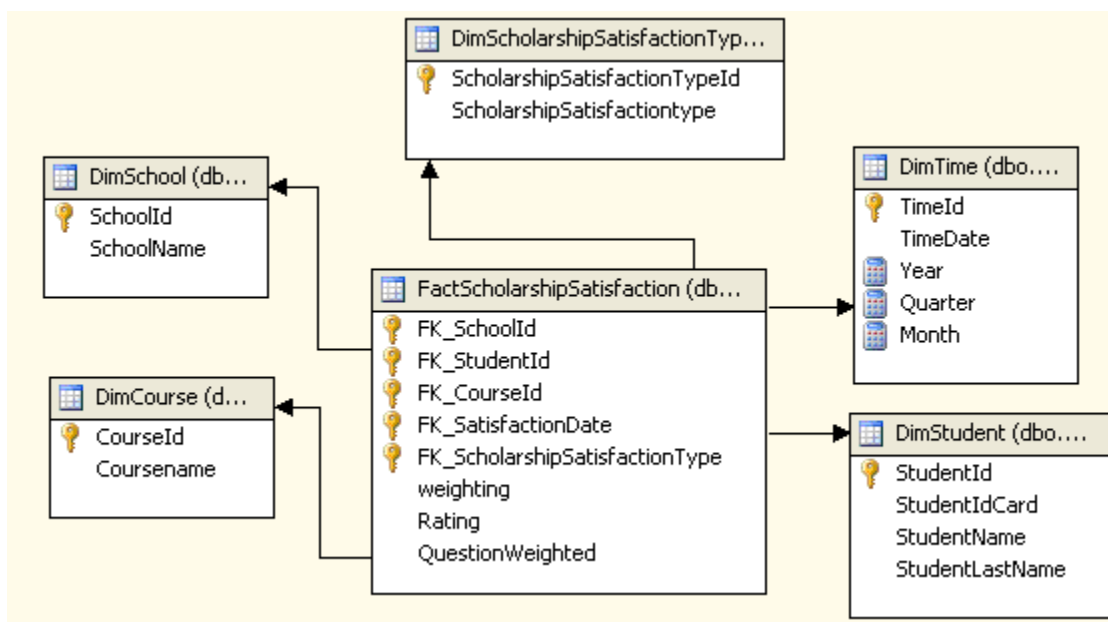 DimScholarshipSatisfactionTyp...
ScholarshipSatisfactionTypeId
ScholarshipSatisfactiontype
DimSchool (db...
SchoolId
SchoolName
DimTime (dbo....
TimeId
TimeDate
Year
Quarter
Month
FactScholarshipSatisfaction (db...
FK_SchoolId
FK_StudentId
FK_CourseId
FK_SatisfactionDate
FK_ScholarshipSatisfactionType
weighting
Rating
QuestionWeighted
DimCourse (d...
CourseId
Coursename
DimStudent (dbo....
StudentId
StudentIdCard
StudentName
StudentLastName